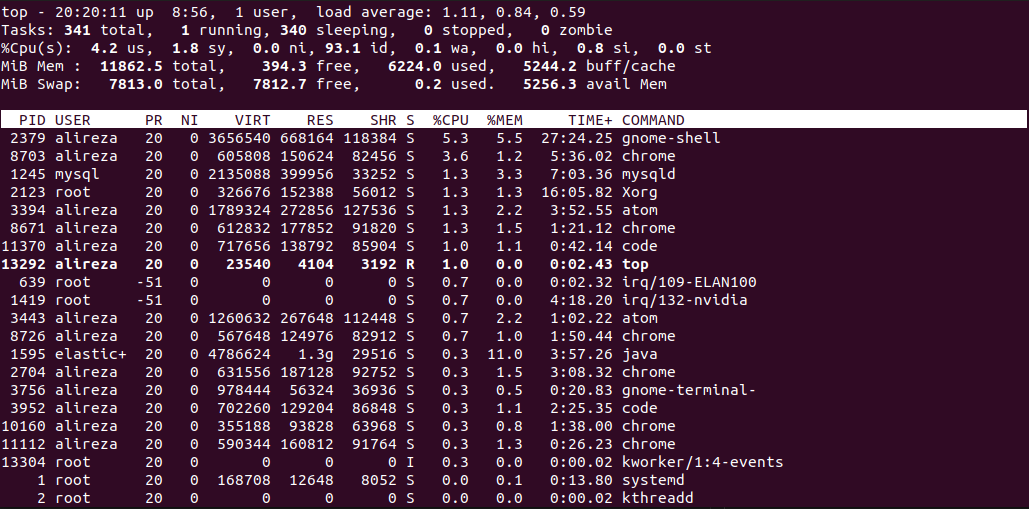 top - 20:20:11 up  8:56,  1 user,  load average: 1.11, 0.84, 0.59
Tasks: 341 total,   1 running, 340 sleeping,   0 stopped,   0 zombie
%Cpu(s):  4.2 us,  1.8 sy,  0.0 ni, 93.1 id,  0.1 wa,  0.0 hi,  0.8 si,  0.0 st
MiB Mem :  11862.5 total,    394.3 free,   6224.0 used,   5244.2 buff/cache
MiB Swap:   7813.0 total,   7812.7 free,      0.2 used.   5256.3 avail Mem
  PID USER      PR  NI    VIRT    RES    SHR S  %CPU  %MEM     TIME+ COMMAND
 2379 alireza   20   0 3656540 668164 118384 S   5.3   5.5  27:24.25 gnome-shell
 8703 alireza   20   0  605808 150624  82456 S   3.6   1.2   5:36.02 chrome
 1245 mysql     20   0 2135088 399956  33252 S   1.3   3.3   7:03.36 mysqld
 2123 root      20   0  326676 152388  56012 S   1.3   1.3  16:05.82 Xorg
 3394 alireza   20   0 1789324 272856 127536 S   1.3   2.2   3:52.55 atom
 8671 alireza   20   0  612832 177852  91820 S   1.3   1.5   1:21.12 chrome
11370 alireza   20   0  717656 138792  85904 S   1.0   1.1   0:42.14 code
13292 alireza   20   0   23540   4104   3192 R   1.0   0.0   0:02.43 top
  639 root     -51   0       0      0      0 S   0.7   0.0   0:02.32 irq/109-ELAN100
 1419 root     -51   0       0      0      0 S   0.7   0.0   4:18.20 irq/132-nvidia
 3443 alireza   20   0 1260632 267648 112448 S   0.7   2.2   1:02.22 atom
 8726 alireza   20   0  567648 124976  82912 S   0.7   1.0   1:50.44 chrome
 1595 elastic+  20   0 4786624   1.3g  29516 S   0.3  11.0   3:57.26 java
 2704 alireza   20   0  631556 187128  92752 S   0.3   1.5   3:08.32 chrome
 3756 alireza   20   0  978444  56324  36936 S   0.3   0.5   0:20.83 gnome-terminal-
 3952 alireza   20   0  702260 129204  86848 S   0.3   1.1   2:25.35 code
10160 alireza   20   0  355188  93828  63968 S   0.3   0.8   1:38.00 chrome
11112 alireza   20   0  590344 160812  91764 S   0.3   1.3   0:26.23 chrome
13304 root      20   0       0      0      0 I   0.3   0.0   0:00.02 kworker/1:4-events
    1 root      20   0  168708  12648   8052 S   0.0   0.1   0:13.80 systemd
    2 root      20   0       0      0      0 S   0.0   0.0   0:00.02 kthreadd